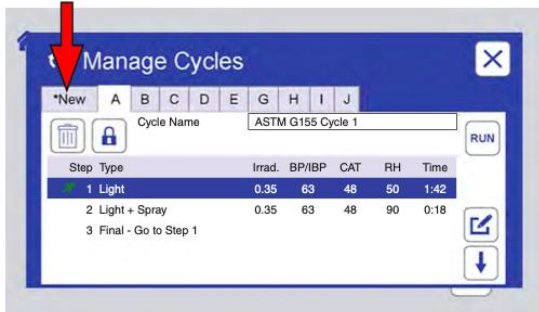 Manage Cycles
*New A B C D E G H I J
Cycle Name ASTM G155 Cycle 1
RUN
Step Type Irrad. BP/IBP CAT RH Time
1 Light 0.35 63 48 50 1:42
2 Light + Spray 0.35 63 48 90 0:18
3 Final - Go to Step 1